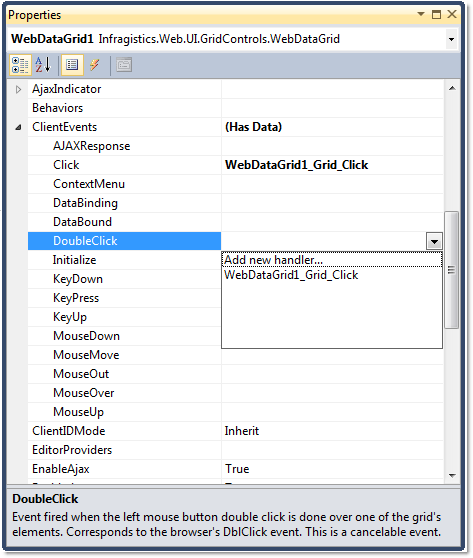 Properties
WebDataGrid1 Infragistics.Web.UI.GridControls.WebDataGrid
AjaxIndicator
Behaviors
ClientEvents (Has Data)
AJAXResponse
Click WebDataGrid1_Grid_Click
ContextMenu
DataBinding
DataBound
DoubleClick
Initialize Add new handler...
KeyDown WebDataGrid1_Grid_Click
KeyPress
KeyUp
MouseDown
MouseMove
MouseOut
MouseOver
MouseUp
ClientIDMode Inherit
EditorProviders
EnableAjax True
DoubleClick
Event fired when the left mouse button double click is done over one of the grid's
elements. Corresponds to the browser's DblClick event. This is a cancelable event.